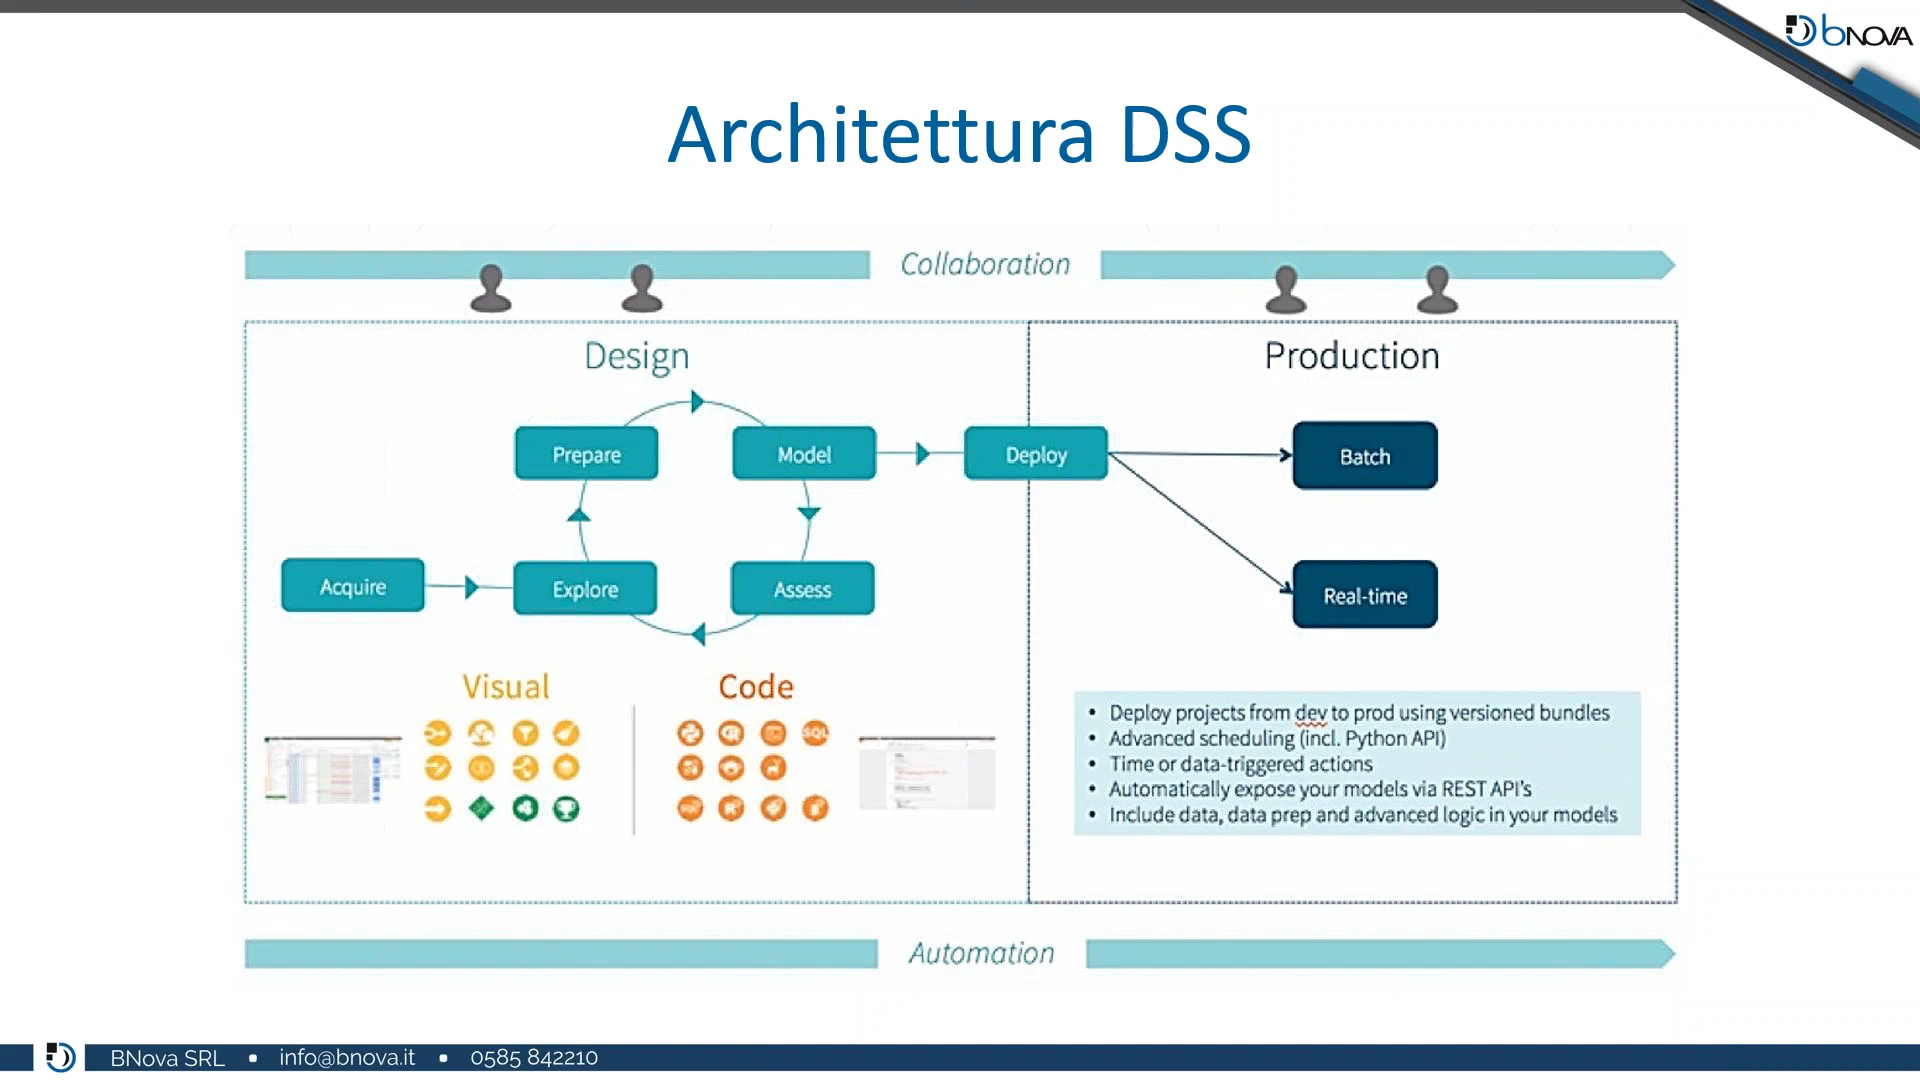 bNOVA
Architettura DSS
Collaboration
Design
Production
Prepare
Model
Deploy
Batch
Acquire
Explore
Assess
Real-time
Visual
Code
SQL
• Deploy projects from dev to prod using versioned bundles
• Advanced scheduling (incl. Python API)
• Time or data-triggered actions
• Automatically expose your models via REST API's
• Include data, data prep and advanced logic in your models
Automation
BNova SRL • info@bnova.it • 0585 842210